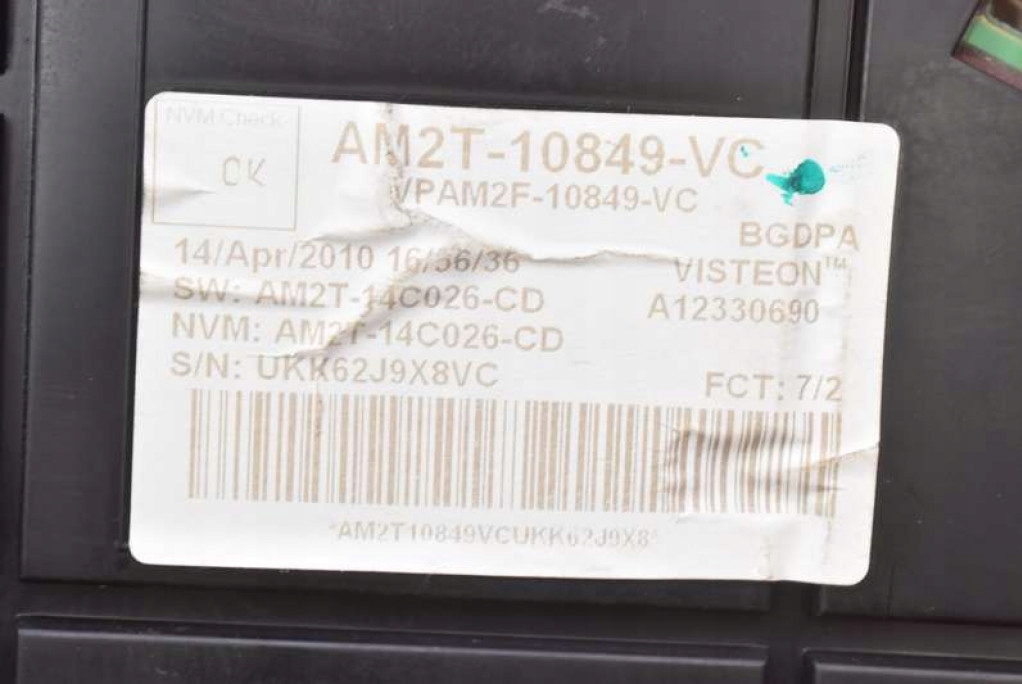 NVM Check
OK
AM2T-10849-VC
VPAM2F-10849-VC
BGDPA
14/Apr/2010 16/56/36
VISTEON™
SW: AM2T-14C026-CD
A12330690
NVM: AM2T-14C026-CD
S/N: UKK62J9X8VC
FCT: 7/2
*AM2T10849VCUKK62J9X8*